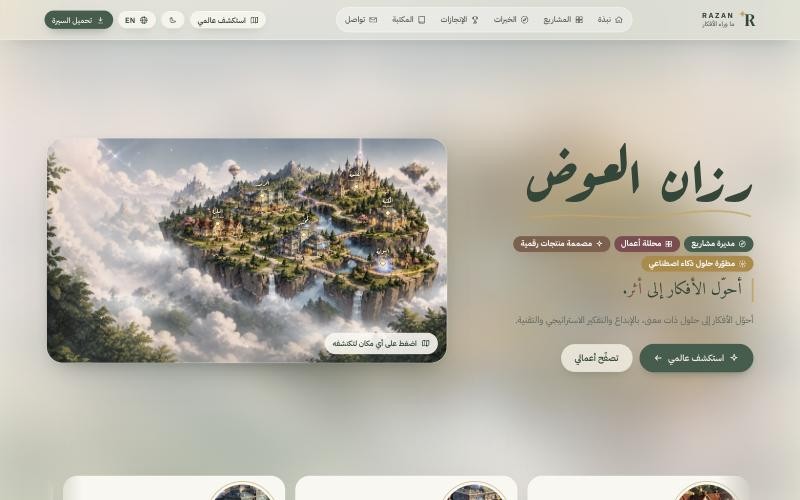 RAZAN
ما وراء الأفكار
R
نبذة
المشاريع
الخبرات
الإنجازات
المكتبة
تواصل
استكشف عالمي
EN
تحميل السيرة
رزان العوض
مديرة مشاريع
محللة أعمال
مصممة منتجات رقمية
مطوّرة حلول ذكاء اصطناعي
أحوّل الأفكار إلى أثر.
أحوّل الأفكار إلى حلول ذات معنى، بالإبداع والتفكير الاستراتيجي والتقنية.
استكشف عالمي
تصفّح أعمالي
اضغط على أي مكان لتكتشفه